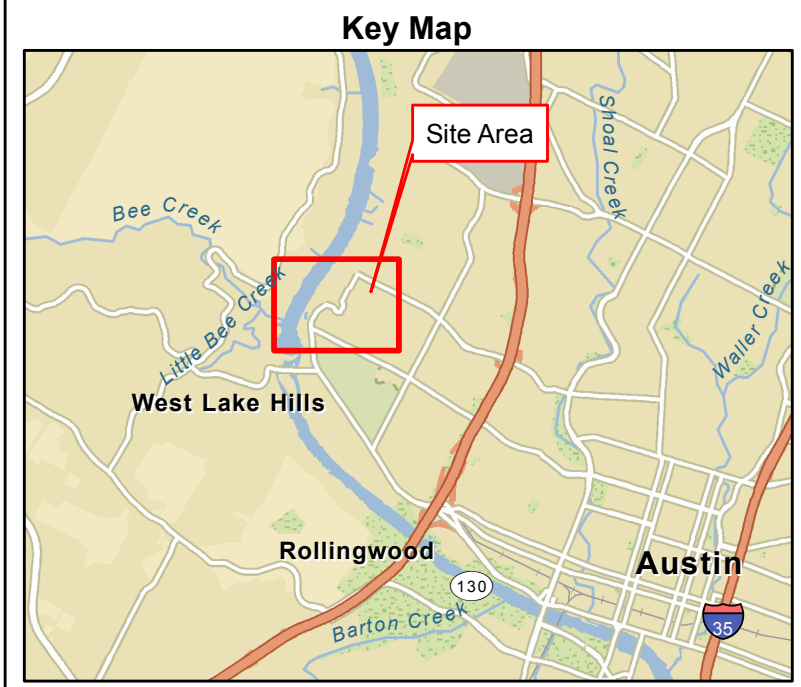 Key Map
Site Area
Shoal Creek
Bee Creek
Little Bee Creek
Waller Creek
West Lake Hills
Rollingwood
Austin
130
Barton Creek
35